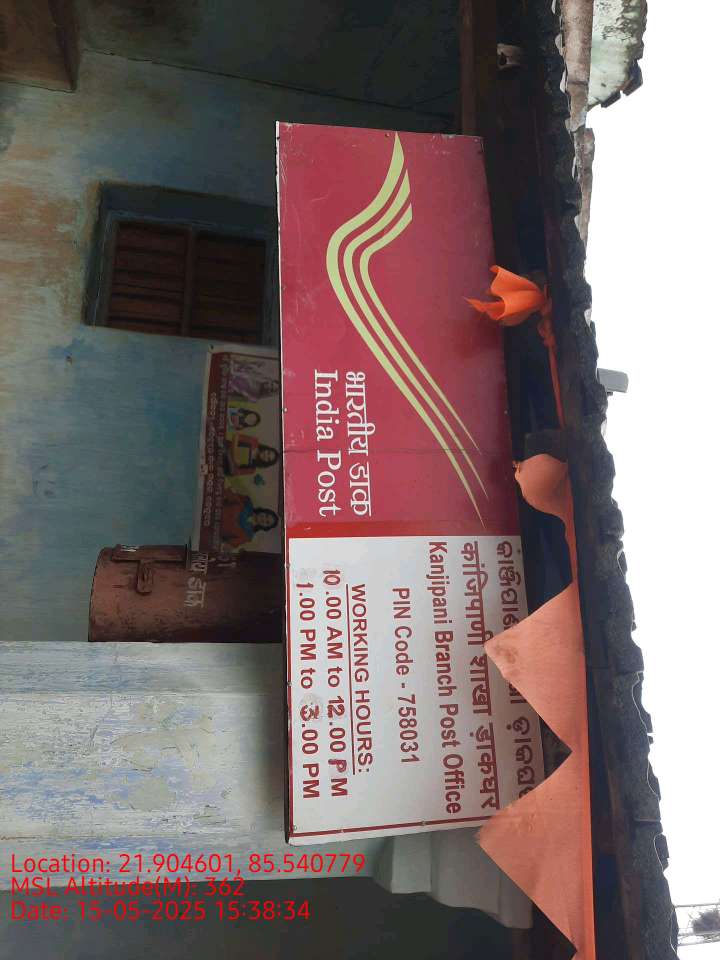 भारतीय डाक
India Post
कांजिपाणी शाखा ड़ाकघर
Kanjipani Branch Post Office
PIN Code - 758031
WORKING HOURS:
10.00 AM to 12.00 PM
1.00 PM to 3.00 PM
Location: 21.904601, 85.540779
MSL Altitude(M): 362
Date: 15-05-2025 15:38:34